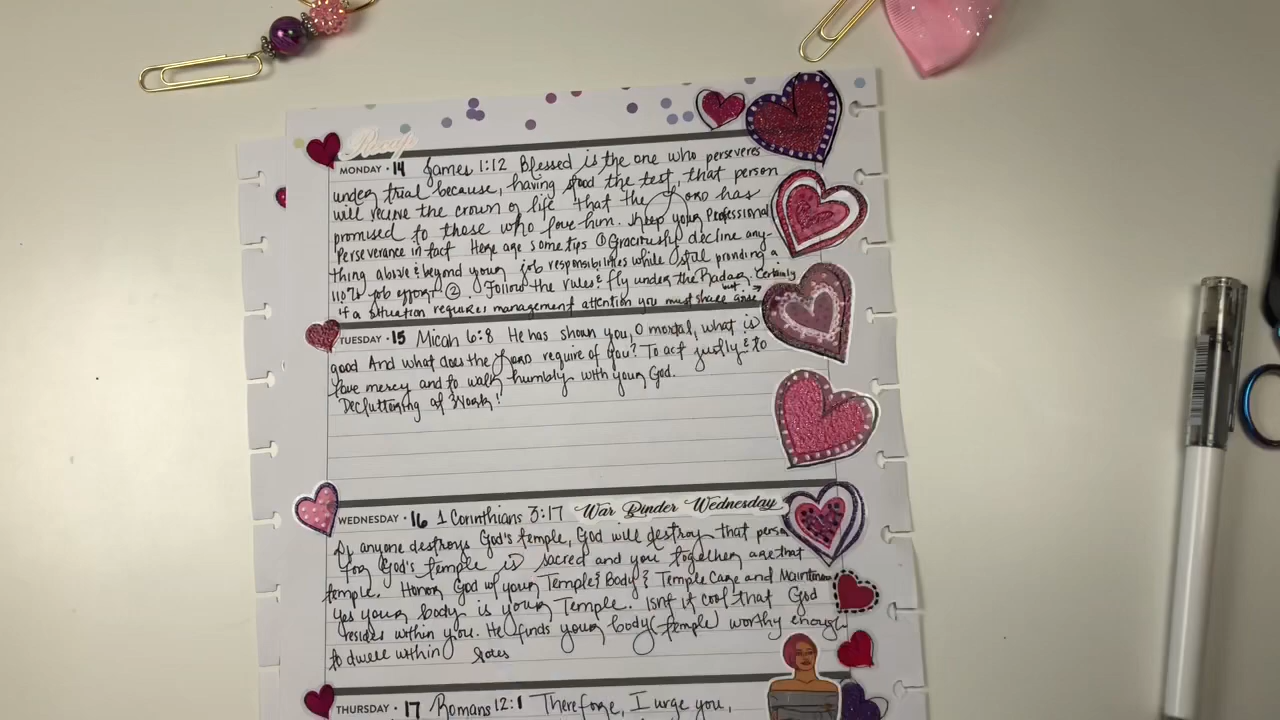 Recap
MONDAY • 14 James 1:12 Blessed is the one who perseveres
under trial because, having stood the test, that person
will receive the crown of life that the Lord has
promised to those who love him. Keep your Professional
Perseverance in tact Here are some tips ① Graciously decline any-
thing above & beyond your job responsibilities while still providing a
110% job effort ②. Follow the rules & fly under the Radar. Certainly
but →
if a situation requires management attention you must share
TUESDAY • 15 Micah 6:8 He has shown you, O mortal, what is
good And what does the Lord require of you? To act justly & to
love mercy and to walk humbly with your God.
Decluttering at Work!
WEDNESDAY • 16 1 Corinthians 3:17 War Binder Wednesday
If anyone destroys God's temple, God will destroy that person
for God's temple is sacred and you together are that
temple. Honor God w/ your Temple & Body & Temple Care and Maintenance
Yes your body is your Temple. Isnt it cool that God
resides within you. He finds your body (temple) worthy enough
to dwell within
THURSDAY • 17 Romans 12:1 Therefore, I urge you,